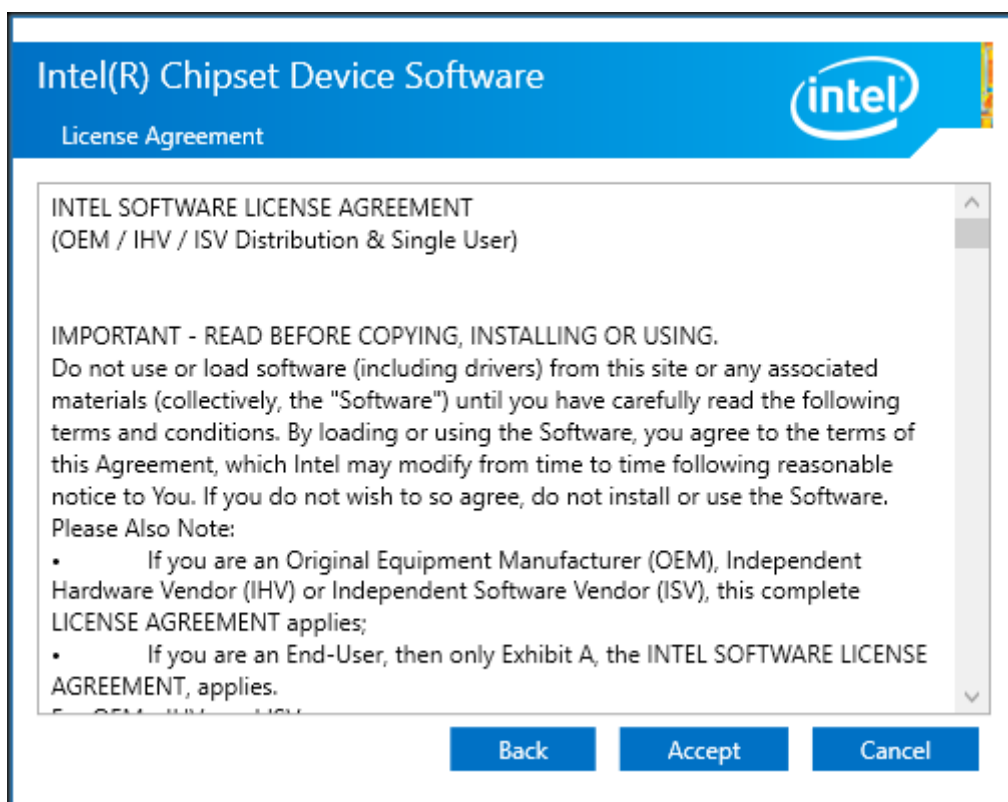 Intel(R) Chipset Device Software
intel
License Agreement
INTEL SOFTWARE LICENSE AGREEMENT
(OEM / IHV / ISV Distribution & Single User)
IMPORTANT - READ BEFORE COPYING, INSTALLING OR USING.
Do not use or load software (including drivers) from this site or any associated
materials (collectively, the "Software") until you have carefully read the following
terms and conditions. By loading or using the Software, you agree to the terms of
this Agreement, which Intel may modify from time to time following reasonable
notice to You. If you do not wish to so agree, do not install or use the Software.
Please Also Note:
• If you are an Original Equipment Manufacturer (OEM), Independent
Hardware Vendor (IHV) or Independent Software Vendor (ISV), this complete
LICENSE AGREEMENT applies;
• If you are an End-User, then only Exhibit A, the INTEL SOFTWARE LICENSE
AGREEMENT, applies.
Back Accept Cancel